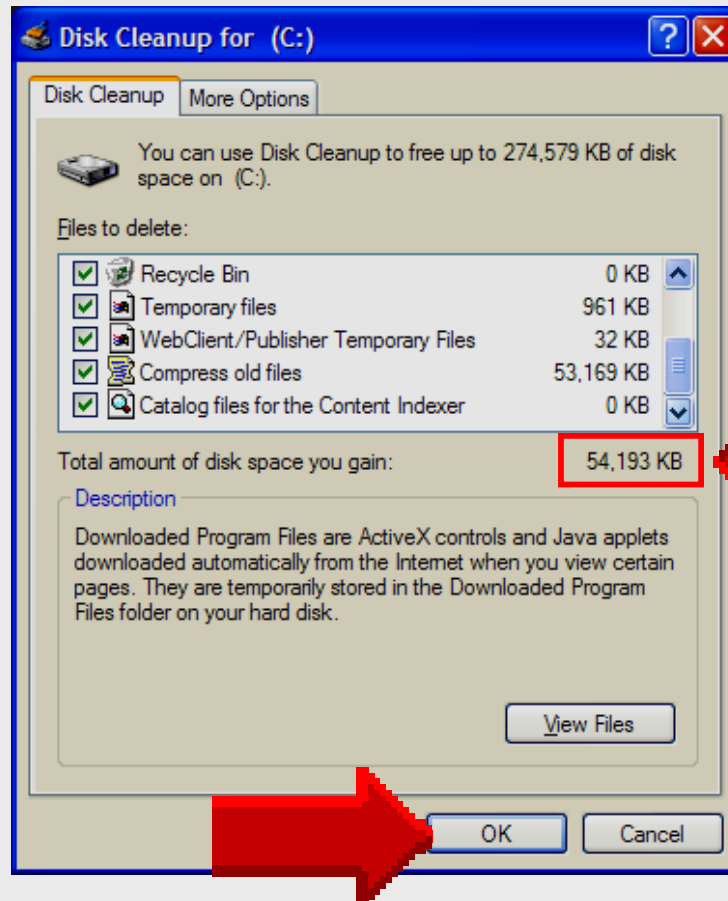 Disk Cleanup for (C:)
Disk Cleanup More Options
You can use Disk Cleanup to free up to 274,579 KB of disk
space on (C:).
Files to delete:
Recycle Bin 0 KB
Temporary files 961 KB
WebClient/Publisher Temporary Files 32 KB
Compress old files 53,169 KB
Catalog files for the Content Indexer 0 KB
Total amount of disk space you gain: 54,193 KB
Description
Downloaded Program Files are ActiveX controls and Java applets
downloaded automatically from the Internet when you view certain
pages. They are temporarily stored in the Downloaded Program
Files folder on your hard disk.
View Files
OK Cancel